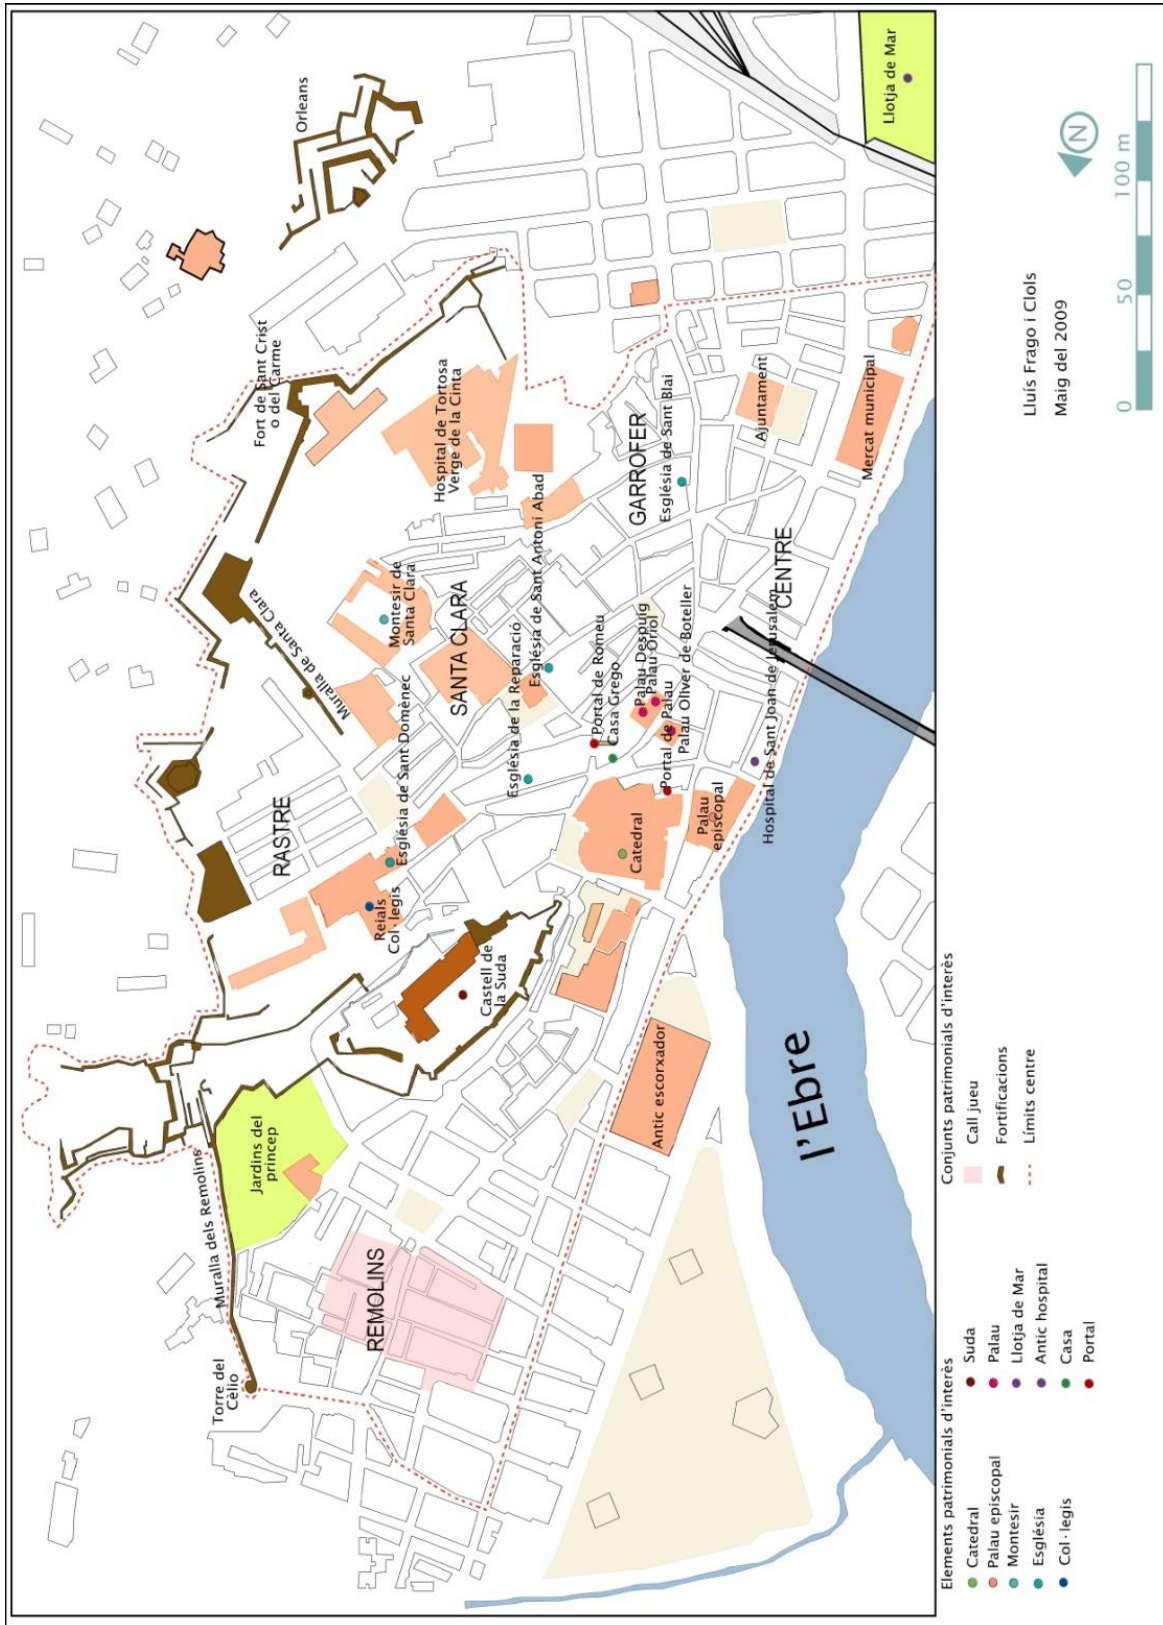 Torre del
Cèlio
Muralla dels Remolins
Jardins del
princep
REMOLINS
RASTRE
Reials
Col·legis
Església de Sant Domènec
Castell de
la Suda
Muralla de Santa Clara
Montesir de
Santa Clara
SANTA CLARA
Fort de Sant Crist
o del Carme
Orleans
Hospital de Tortosa
Verge de la Cinta
Església de la Reparació
Església de Sant Antoni Abad
Portal de Romeu
Casa Grego
Palau Despuig
Palau Oriol
Portal de Palau
Palau Oliver de Boteller
Catedral
Palau
episcopal
Hospital de Sant Joan de Jerusalem
GARROFER
Església de Sant Blai
CENTRE
Ajuntament
Mercat municipal
Llotja de Mar
Antic escorxador
l'Ebre
Elements patrimonials d'interès
Catedral
Palau episcopal
Montesir
Església
Col·legis
Suda
Palau
Llotja de Mar
Antic hospital
Casa
Portal
Conjunts patrimonials d'interès
Call jueu
Fortificacions
Límits centre
Lluís Frago i Clols
Maig del 2009
N
0 50 100 m